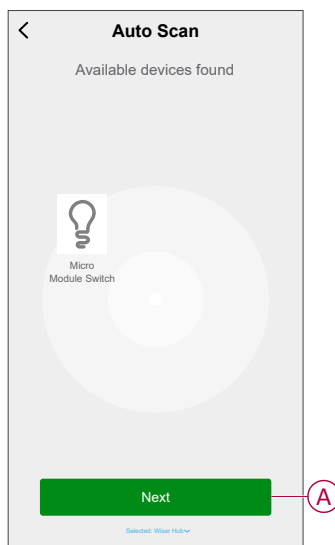 Auto Scan
Available devices found
Micro
Module Switch
Next
A
Selected: Wiser Hub